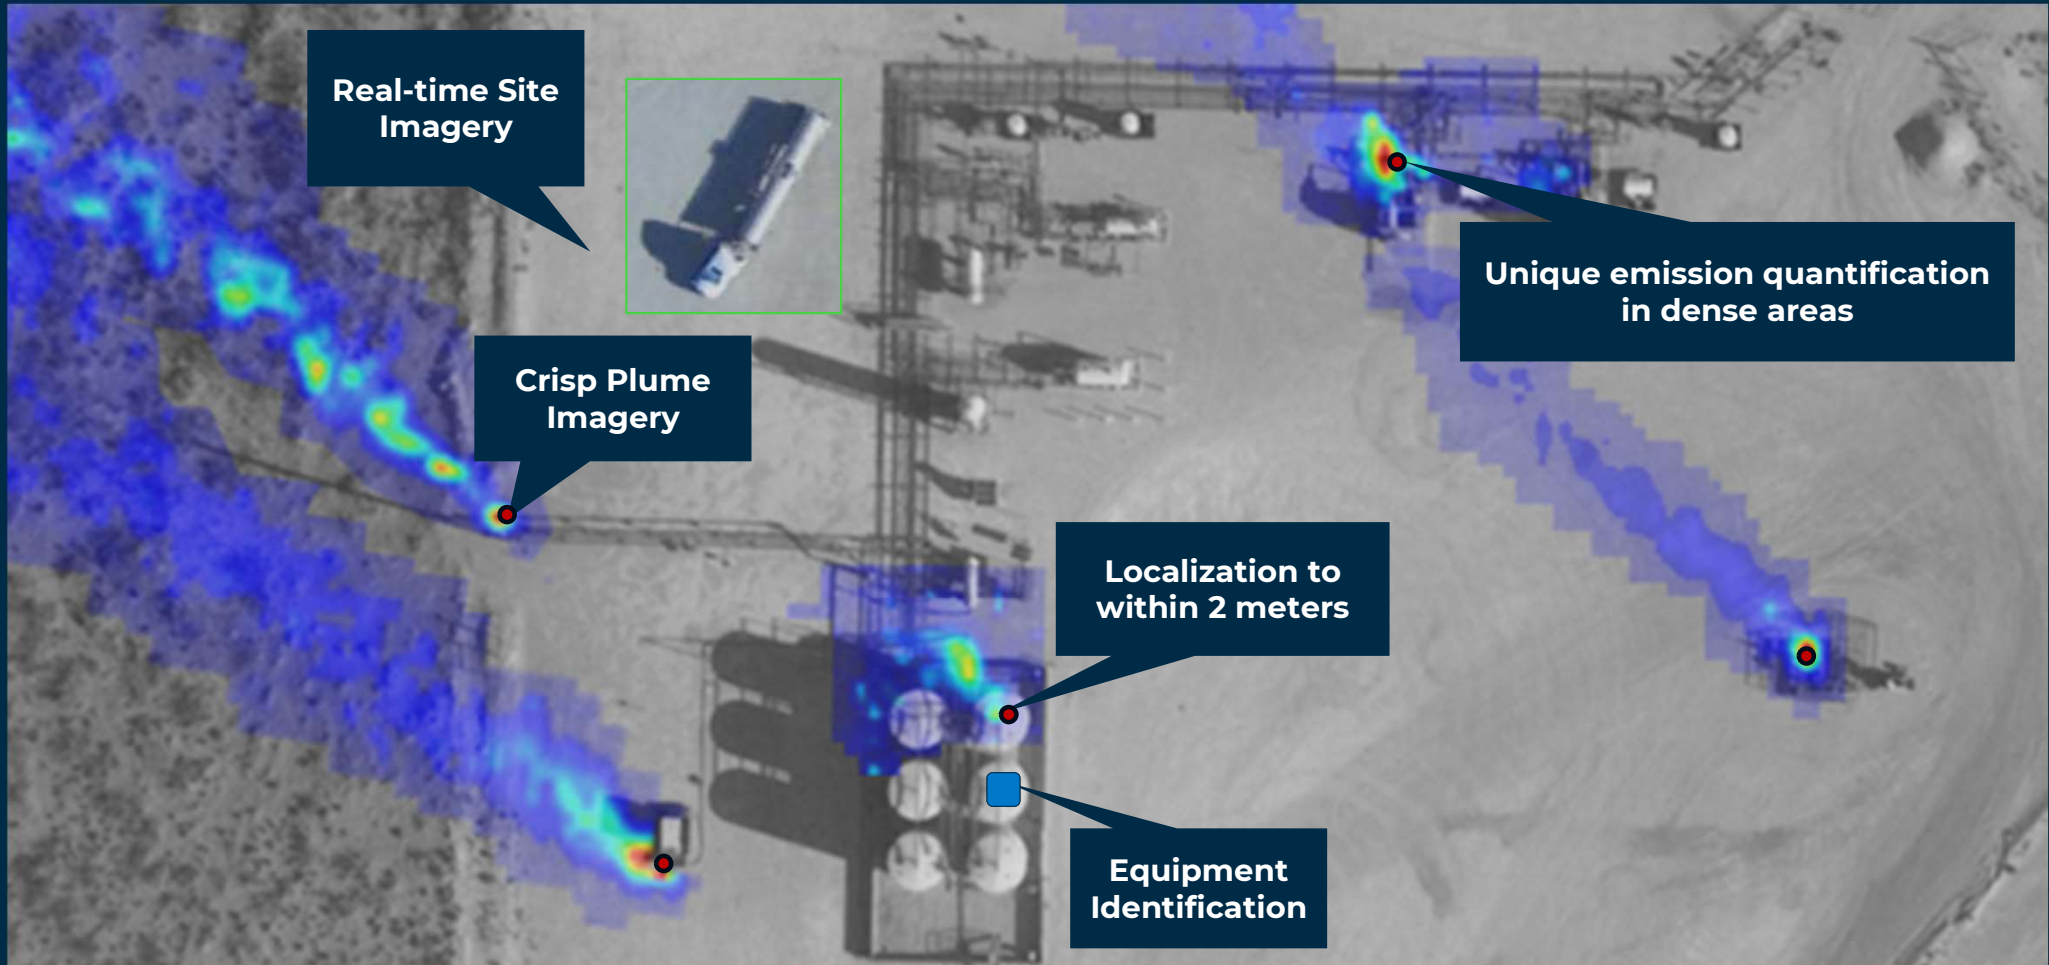 Real-time Site
Imagery
Crisp Plume
Imagery
Unique emission quantification
in dense areas
Localization to
within 2 meters
Equipment
Identification